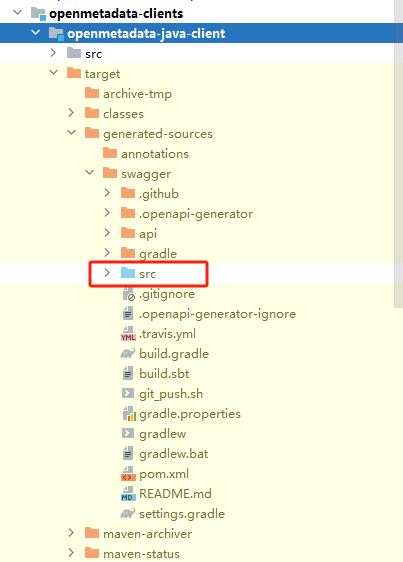 openmetadata-clients
openmetadata-java-client
src
target
archive-tmp
classes
generated-sources
annotations
swagger
.github
.openapi-generator
api
gradle
src
.gitignore
.openapi-generator-ignore
YML .travis.yml
build.gradle
build.sbt
git_push.sh
gradle.properties
gradlew
gradlew.bat
pom.xml
MD README.md
settings.gradle
maven-archiver
maven-status